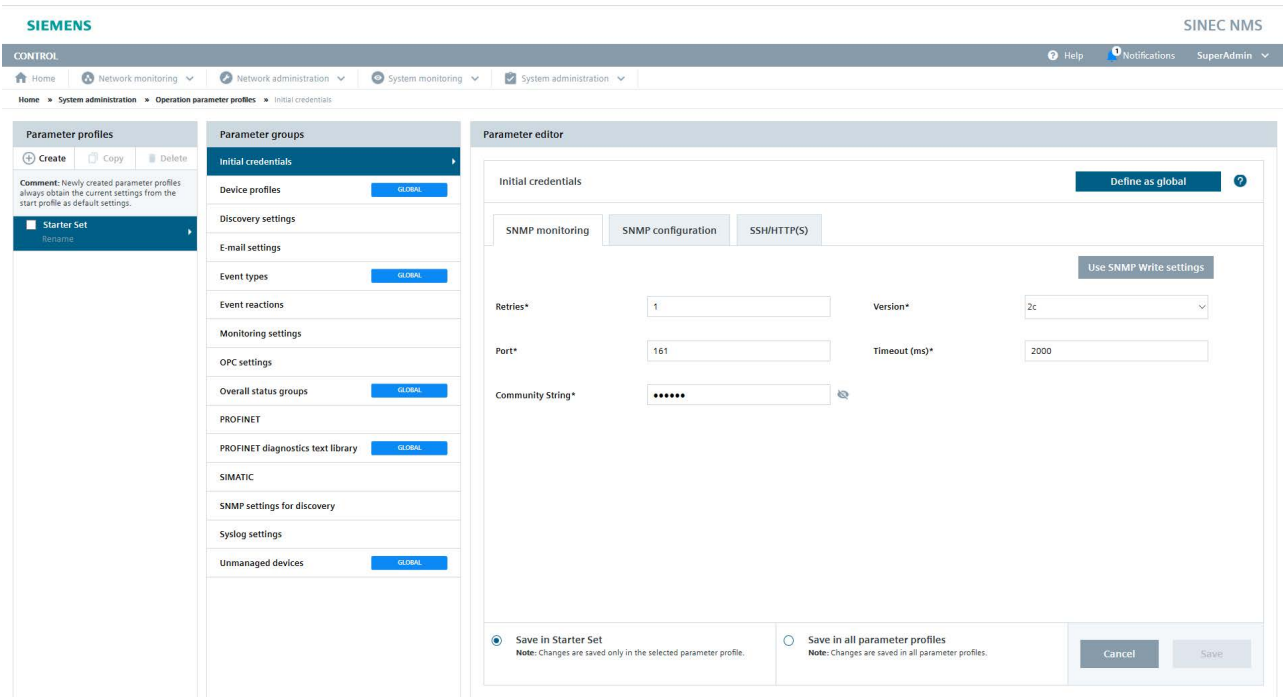 SIEMENS
SINEC NMS
CONTROL
Help
1
Notifications
SuperAdmin
Home
Network monitoring
Network administration
System monitoring
System administration
Home » System administration » Operation parameter profiles » Initial credentials
Parameter profiles
Create
Copy
Delete
Comment: Newly created parameter profiles
always obtain the current settings from the
start profile as default settings.
Starter Set
Rename
Parameter groups
Initial credentials
Device profiles
GLOBAL
Discovery settings
E-mail settings
Event types
GLOBAL
Event reactions
Monitoring settings
OPC settings
Overall status groups
GLOBAL
PROFINET
PROFINET diagnostics text library
GLOBAL
SIMATIC
SNMP settings for discovery
Syslog settings
Unmanaged devices
GLOBAL
Parameter editor
Initial credentials
Define as global
?
SNMP monitoring
SNMP configuration
SSH/HTTP(S)
Use SNMP Write settings
Retries*
1
Version*
2c
Port*
161
Timeout (ms)*
2000
Community String*
••••••
Save in Starter Set
Note: Changes are saved only in the selected parameter profile.
Save in all parameter profiles
Note: Changes are saved in all parameter profiles.
Cancel
Save